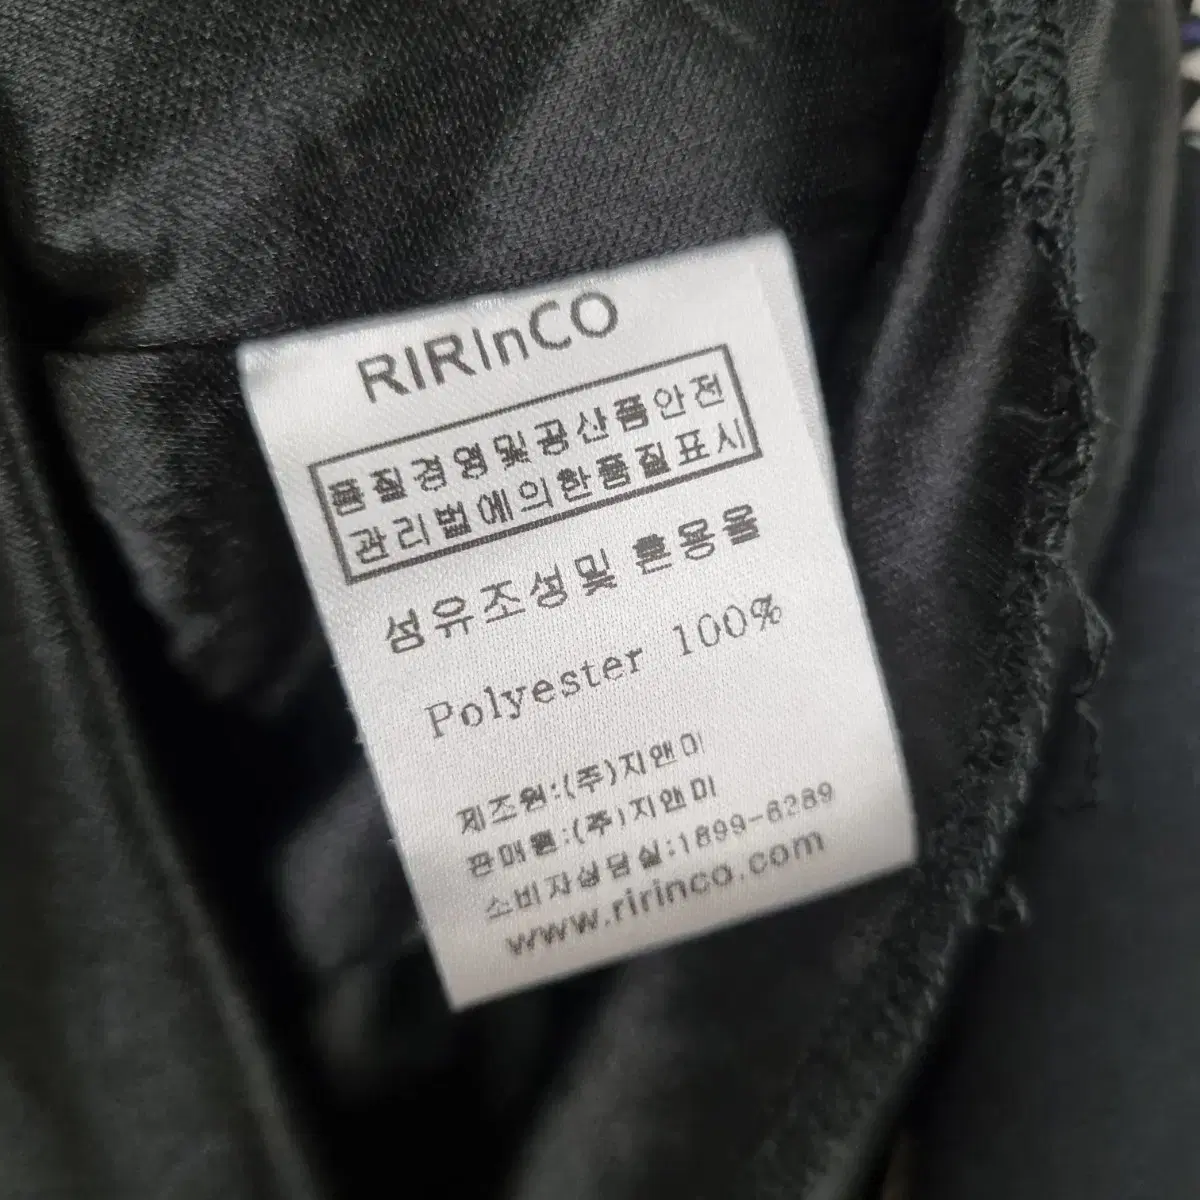 RIRInCO
품질경영및공산품안전
관리법에의한품질표시
섬유조성및 혼용율
Polyester 100%
제조원:(주)지앤미
판매원:(주)지앤미
소비자상담실:1899-6289
www.ririnco.com